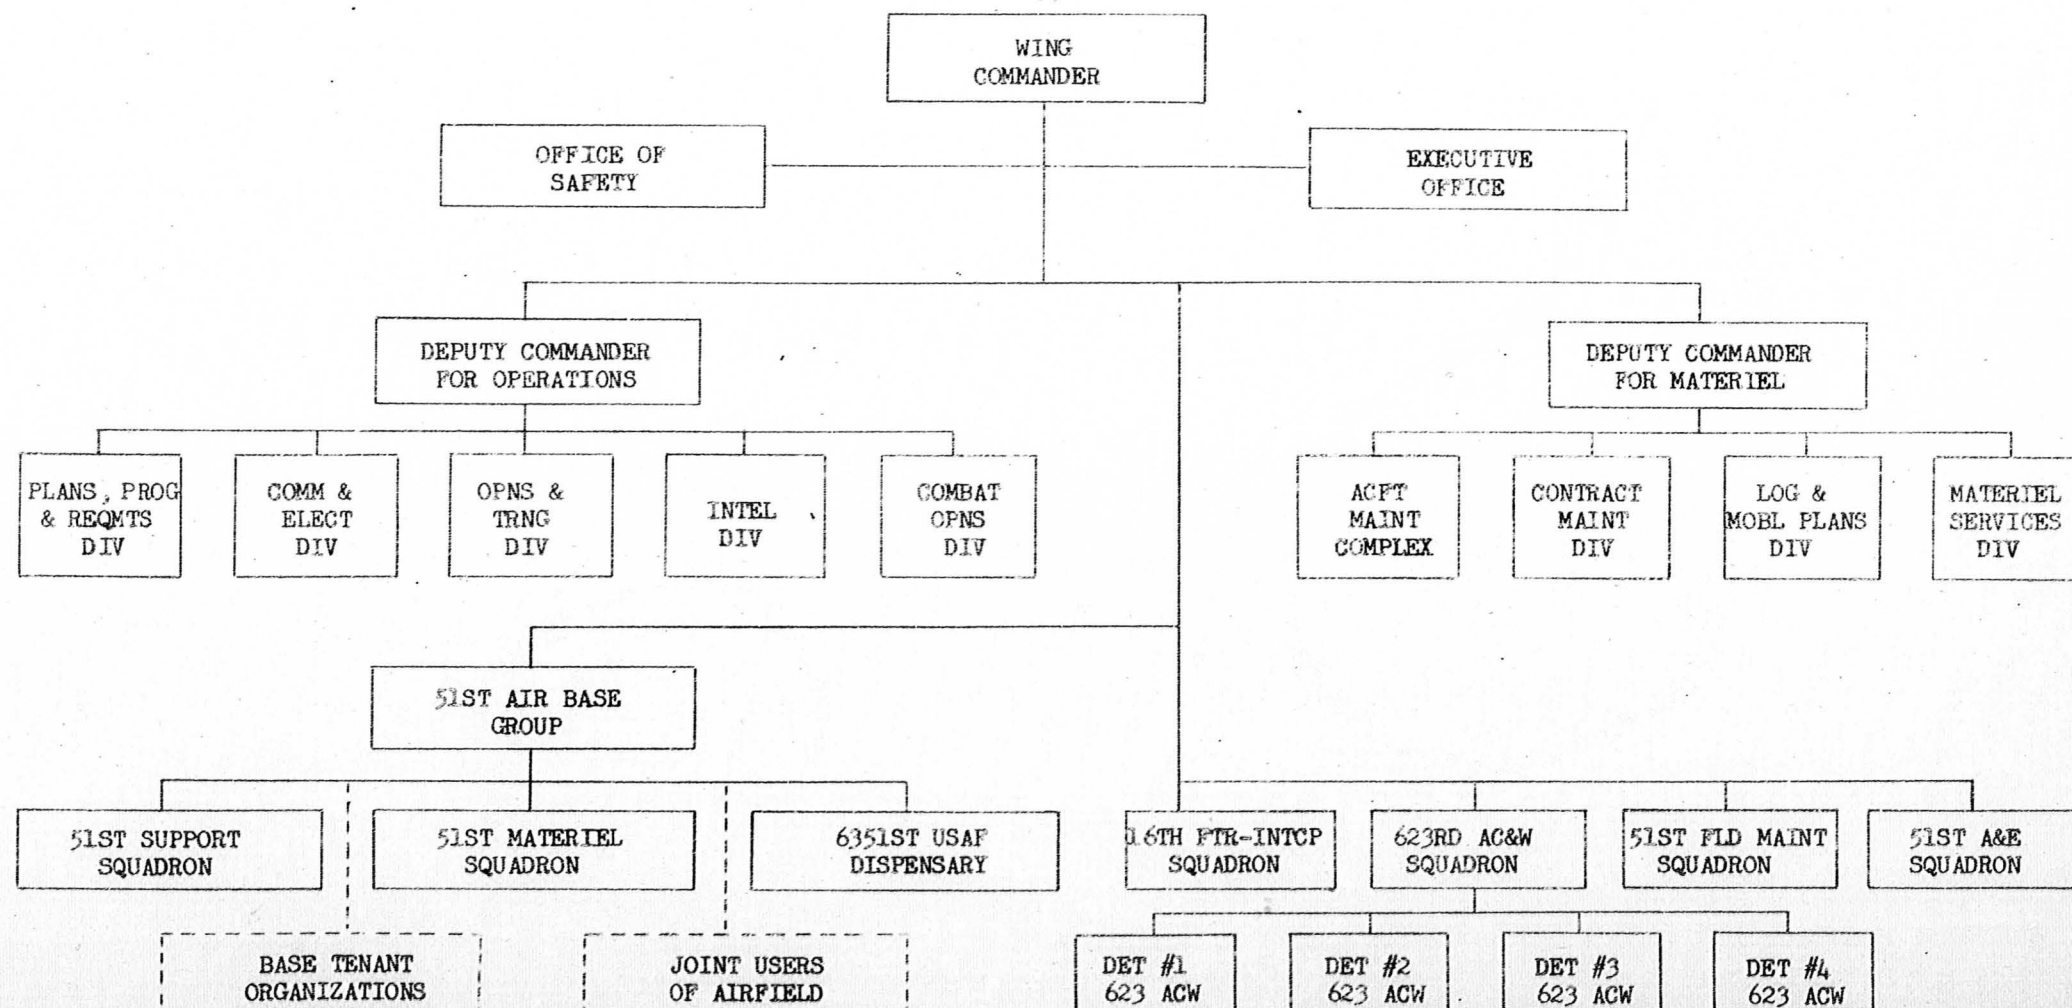 WING
COMMANDER
OFFICE OF
SAFETY
EXECUTIVE
OFFICE
DEPUTY COMMANDER
FOR OPERATIONS
DEPUTY COMMANDER
FOR MATERIEL
PLANS, PROG
& REQMTS
DIV
COMM &
ELECT
DIV
OPNS &
TRNG
DIV
INTEL
DIV
COMBAT
OPNS
DIV
ACFT
MAINT
COMPLEX
CONTRACT
MAINT
DIV
LOG &
MOBL PLANS
DIV
MATERIEL
SERVICES
DIV
51ST AIR BASE
GROUP
51ST SUPPORT
SQUADRON
51ST MATERIEL
SQUADRON
6351ST USAF
DISPENSARY
16TH FTR-INTCP
SQUADRON
623RD AC&W
SQUADRON
51ST FLD MAINT
SQUADRON
51ST A&E
SQUADRON
BASE TENANT
ORGANIZATIONS
JOINT USERS
OF AIRFIELD
DET #1
623 ACW
DET #2
623 ACW
DET #3
623 ACW
DET #4
623 ACW